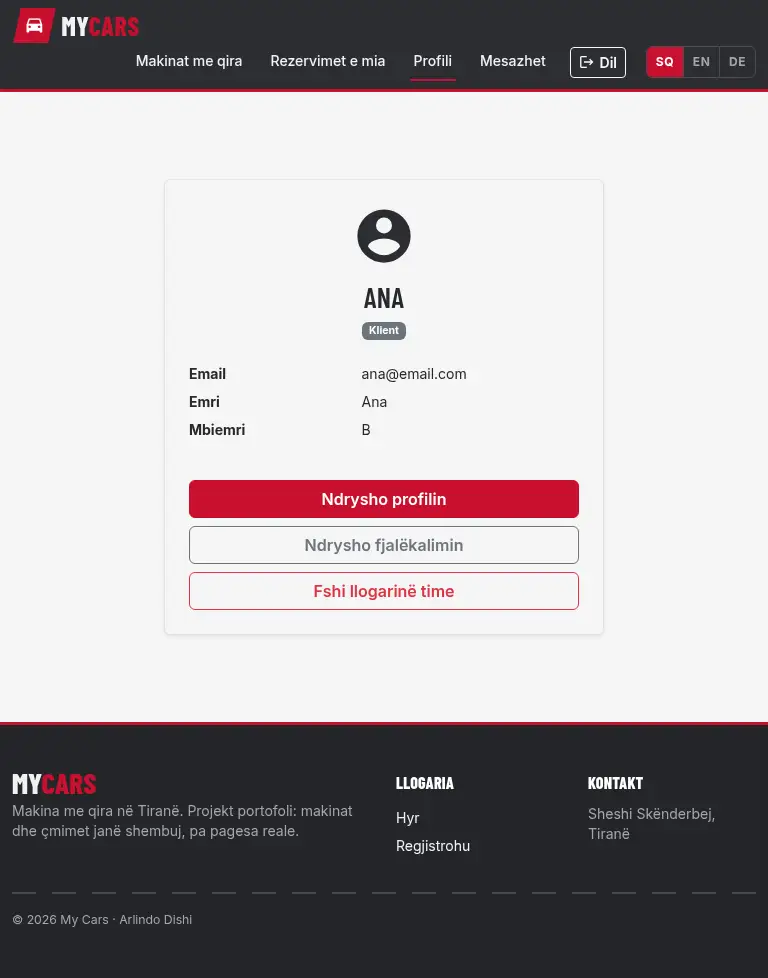 MYCARS
Makinat me qira Rezervimet e mia Profili Mesazhet Dil SQ EN DE
ANA
Klient
Email ana@email.com
Emri Ana
Mbiemri B
Ndrysho profilin
Ndrysho fjalëkalimin
Fshi llogarinë time
MYCARS
Makina me qira në Tiranë. Projekt portofoli: makinat
dhe çmimet janë shembuj, pa pagesa reale.
LLOGARIA
Hyr
Regjistrohu
KONTAKT
Sheshi Skënderbej,
Tiranë
© 2026 My Cars · Arlindo Dishi